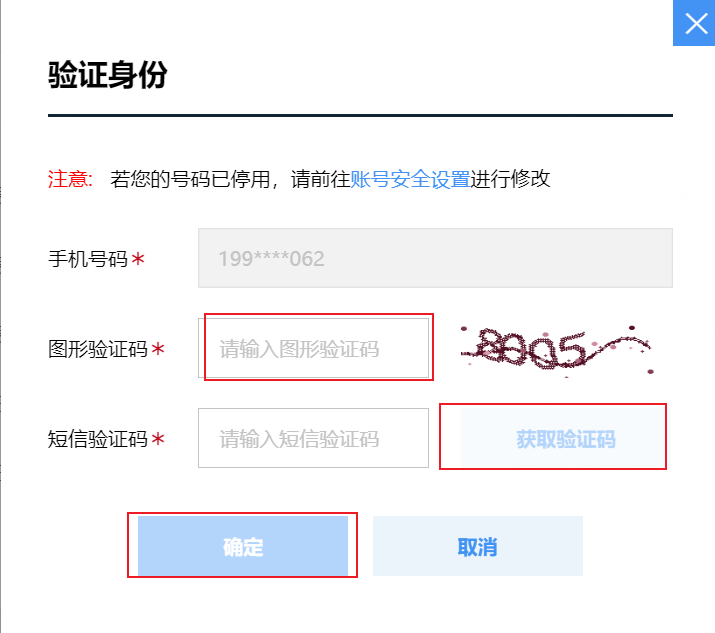 验证身份
注意: 若您的号码已停用，请前往账号安全设置进行修改
手机号码* 199****062
图形验证码* 请输入图形验证码 8005
短信验证码* 请输入短信验证码 获取验证码
确定 取消